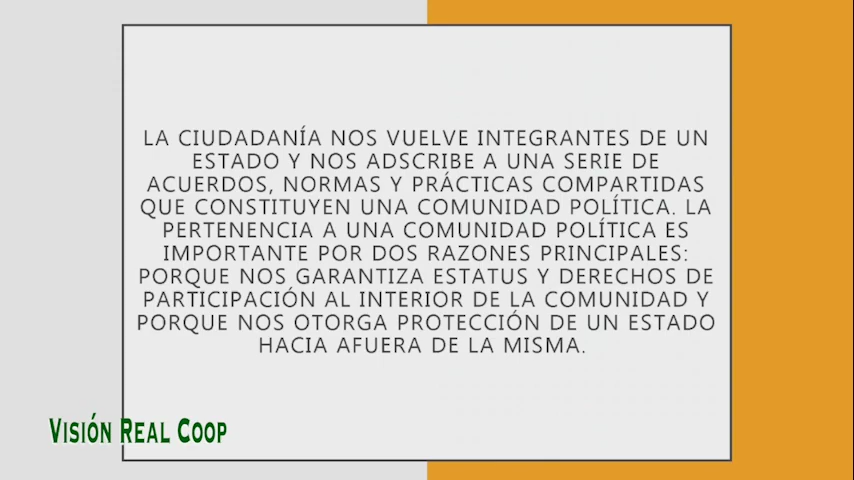 LA CIUDADANÍA NOS VUELVE INTEGRANTES DE UN
ESTADO Y NOS ADSCRIBE A UNA SERIE DE
ACUERDOS, NORMAS Y PRÁCTICAS COMPARTIDAS
QUE CONSTITUYEN UNA COMUNIDAD POLÍTICA. LA
PERTENENCIA A UNA COMUNIDAD POLÍTICA ES
IMPORTANTE POR DOS RAZONES PRINCIPALES:
PORQUE NOS GARANTIZA ESTATUS Y DERECHOS DE
PARTICIPACIÓN AL INTERIOR DE LA COMUNIDAD Y
PORQUE NOS OTORGA PROTECCIÓN DE UN ESTADO
HACIA AFUERA DE LA MISMA.
VISIÓN REAL COOP